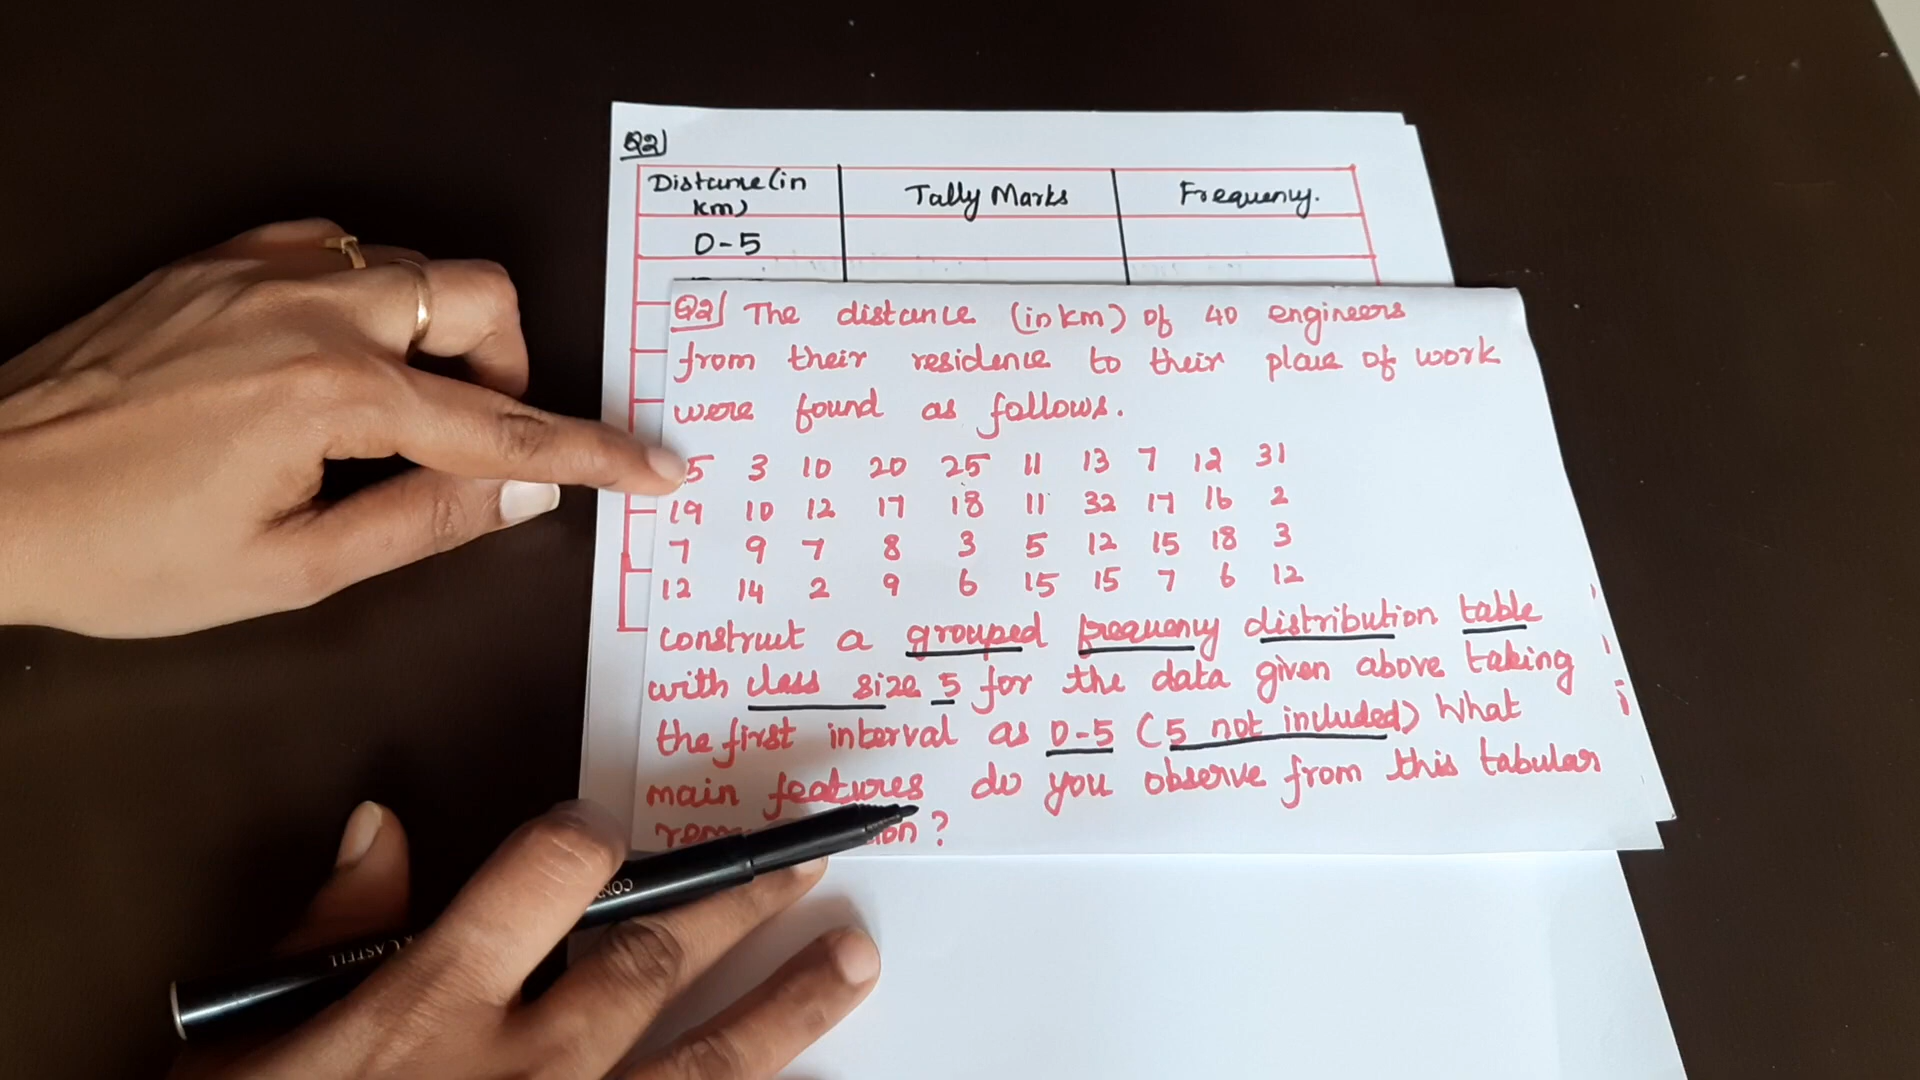 Q2)
Distance (in km)
Tally Marks
Frequency.
0-5
Q2) The distance (in km) of 40 engineers
from their residence to their place of work
were found as follows.
5 3 10 20 25 11 13 7 12 31
19 10 12 17 18 11 32 17 16 2
7 9 7 8 3 5 12 15 18 3
12 14 2 9 6 15 15 7 6 12
construct a grouped frequency distribution table
with class size 5 for the data given above taking
the first interval as 0-5 (5 not included) What
main features do you observe from this tabular
?
CASTELL